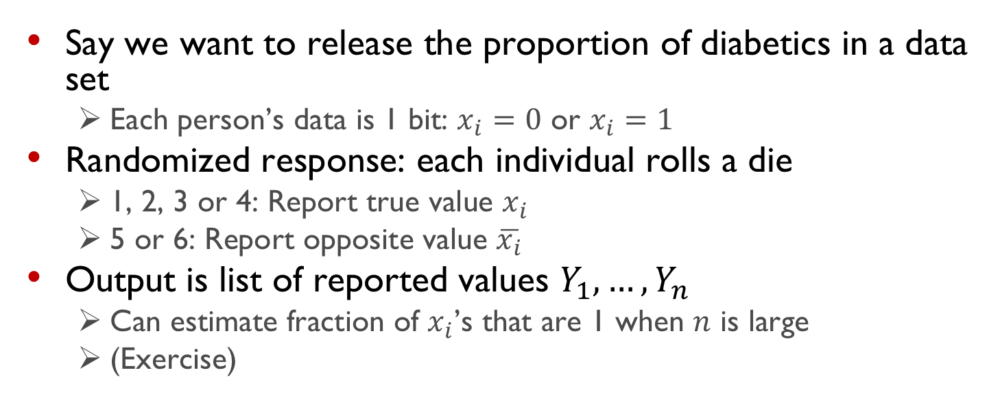 • Say we want to release the proportion of diabetics in a data
set
➢ Each person’s data is 1 bit: $x_i = 0$ or $x_i = 1$
• Randomized response: each individual rolls a die
➢ 1, 2, 3 or 4: Report true value $x_i$
➢ 5 or 6: Report opposite value $\overline{x_i}$
• Output is list of reported values $Y_1, \ldots, Y_n$
➢ Can estimate fraction of $x_i$’s that are 1 when $n$ is large
➢ (Exercise)